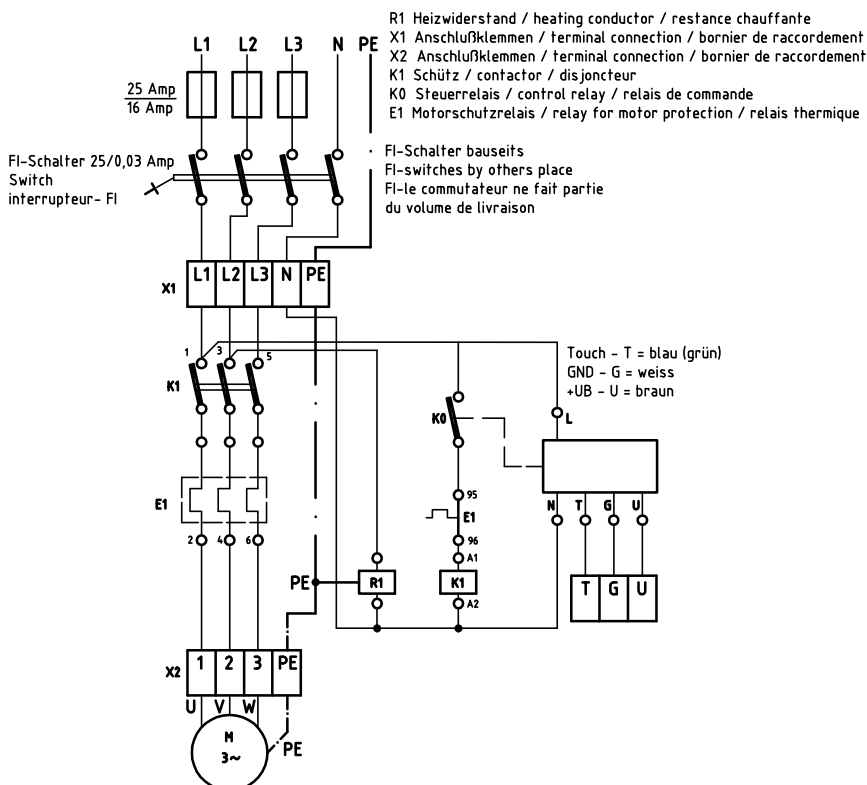 R1 Heizwiderstand / heating conductor / restance chauffante
X1 Anschlußklemmen / terminal connection / bornier de raccordement
X2 Anschlußklemmen / terminal connection / bornier de raccordement
K1 Schütz / contactor / disjoncteur
K0 Steuerrelais / control relay / relais de commande
E1 Motorschutzrelais / relay for motor protection / relais thermique
L1 L2 L3 N PE
25 Amp
16 Amp
FI-Schalter 25/0,03 Amp
Switch
interrupteur- FI
FI-Schalter bauseits
FI-switches by others place
FI-le commutateur ne fait partie
du volume de livraison
X1 L1 L2 L3 N PE
1 3 5
K1
Touch - T = blau (grün)
GND - G = weiss
+UB - U = braun
K0
L
N T G U
95
E1
96
E1
2 4 6
A1
PE R1 K1
A2
T G U
X2 1 2 3 PE
U V W
M
3~
PE